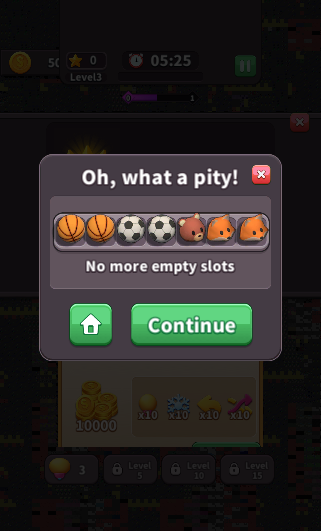 50
0
05:25
Level3
1
Oh, what a pity!
No more empty slots
Continue
10000
x10
x10
x10
x10
3
Level
5
Level
10
Level
15